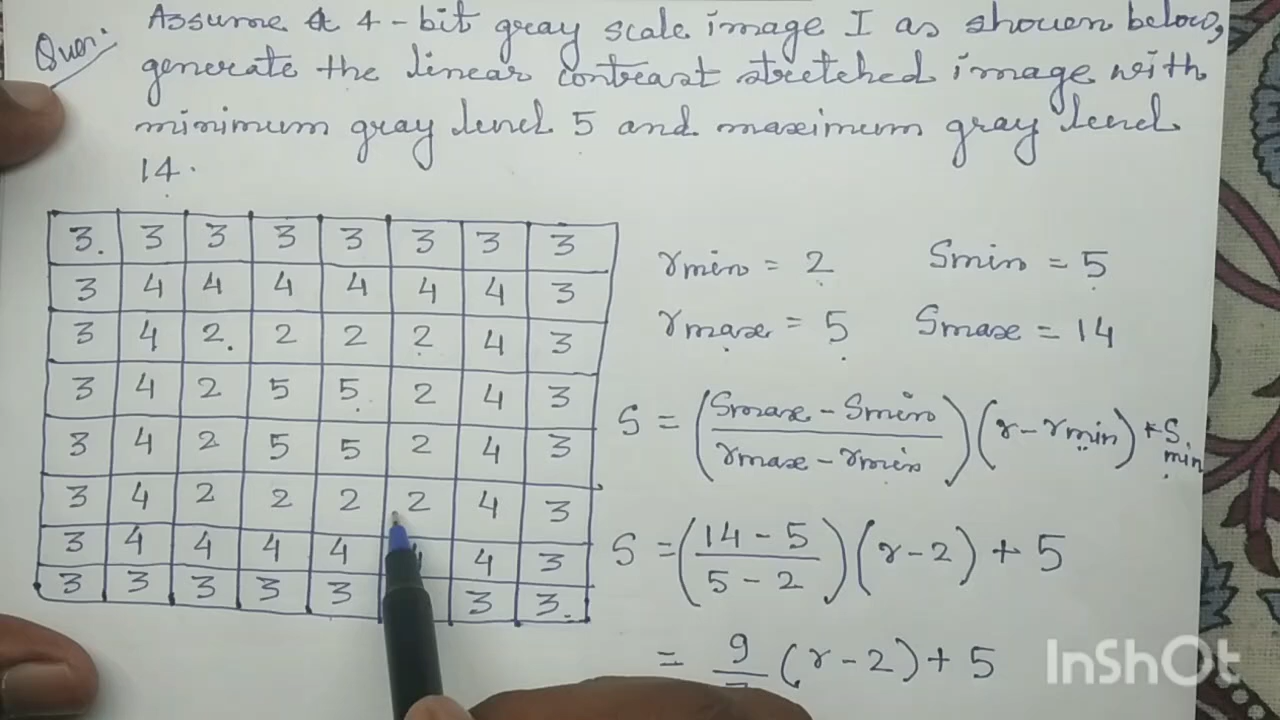 Ques:- Assume a 4-bit gray scale image I as shown below,
generate the linear contrast stretched image with
minimum gray level 5 and maximum gray level
14.
3. 3 3 3 3 3 3 3
3 4 4 4 4 4 4 3
3 4 2. 2 2 2 4 3
3 4 2 5 5. 2 4 3
3 4 2 5 5 2 4 3
3 4 2 2 2 2 4 3
3 4 4 4 4 4 4 3
3 3 3 3 3 3 3.
rmin = 2 Smin = 5
rmax = 5 Smax = 14
S = (Smax - Smin / rmax - rmin) (r - rmin) + Smin
S = (14 - 5 / 5 - 2) (r - 2) + 5
= 9 (r - 2) + 5
InShOt